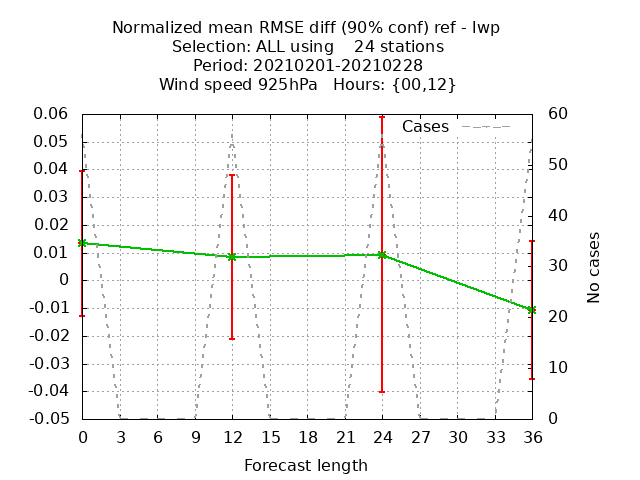 Normalized mean RMSE diff (90% conf) ref - lwp
Selection: ALL using    24 stations
Period: 20210201-20210228
Wind speed 925hPa   Hours: {00,12}
Cases
0.06
0.05
0.04
0.03
0.02
0.01
0
-0.01
-0.02
-0.03
-0.04
-0.05
60
50
40
30
20
10
0
No cases
0 3 6 9 12 15 18 21 24 27 30 33 36
Forecast length